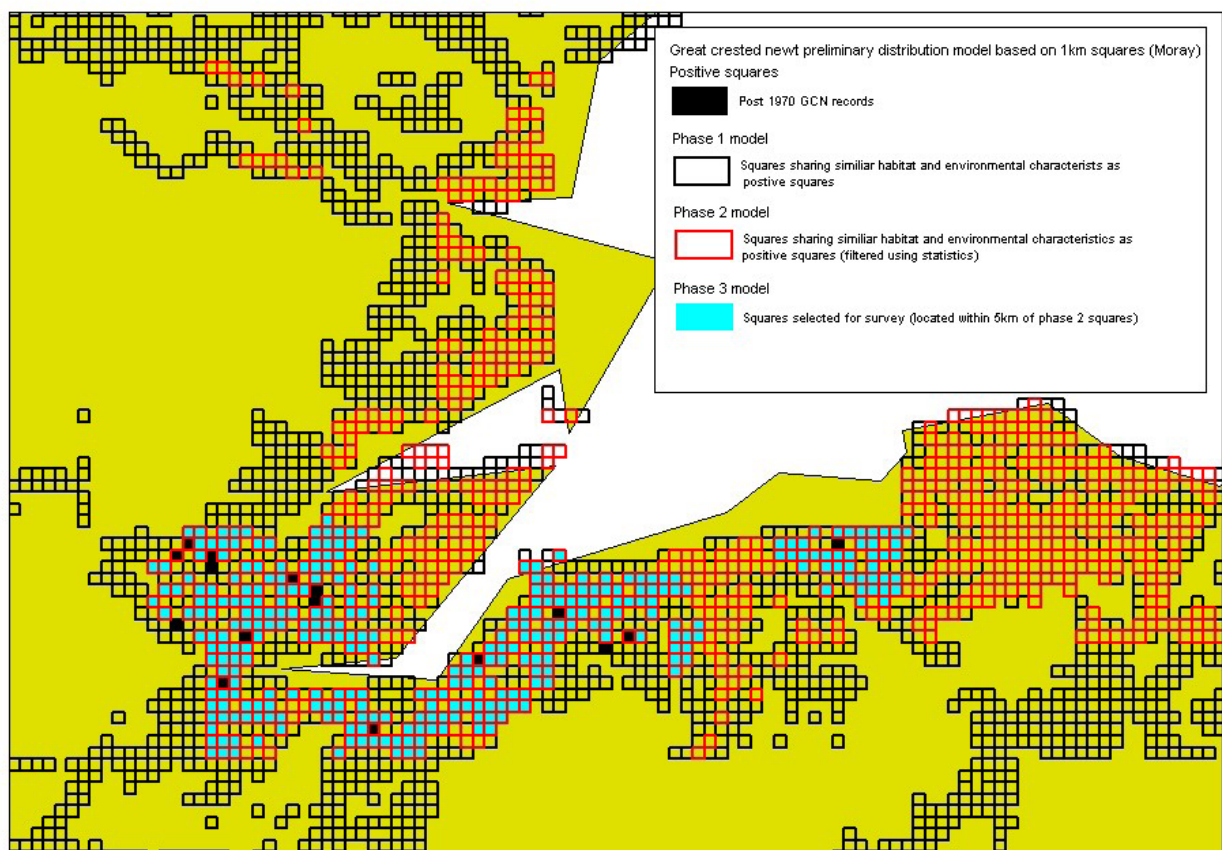 Great crested newt preliminary distribution model based on 1km squares (Moray)
Positive squares
Post 1970 GCN records
Phase 1 model
Squares sharing similiar habitat and environmental characterists as
postive squares
Phase 2 model
Squares sharing similiar habitat and environmental characteristics as
positive squares (filtered using statistics)
Phase 3 model
Squares selected for survey (located within 5km of phase 2 squares)